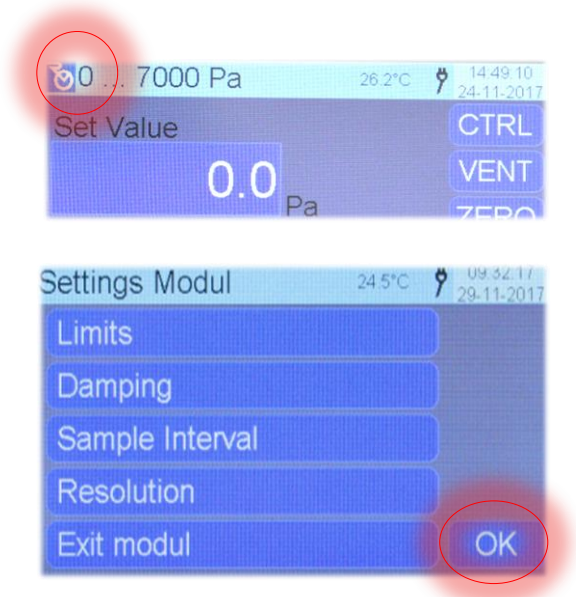 0 ... 7000 Pa 26.2°C 14:49:10
24-11-2017
Set Value CTRL
0.0 Pa VENT
ZERO
Settings Modul 24.5°C 09:32:17
29-11-2017
Limits
Damping
Sample Interval
Resolution
Exit modul OK